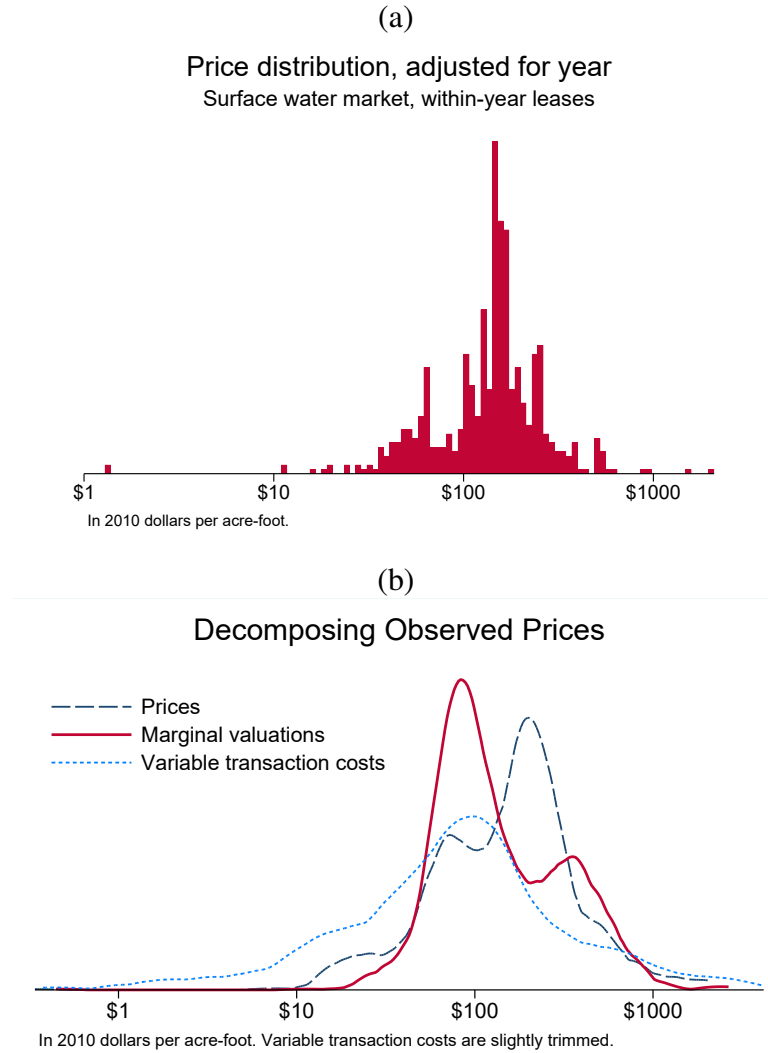 (a)
Price distribution, adjusted for year
Surface water market, within-year leases
$1 $10 $100 $1000
In 2010 dollars per acre-foot.
(b)
Decomposing Observed Prices
Prices
Marginal valuations
Variable transaction costs
$1 $10 $100 $1000
In 2010 dollars per acre-foot. Variable transaction costs are slightly trimmed.